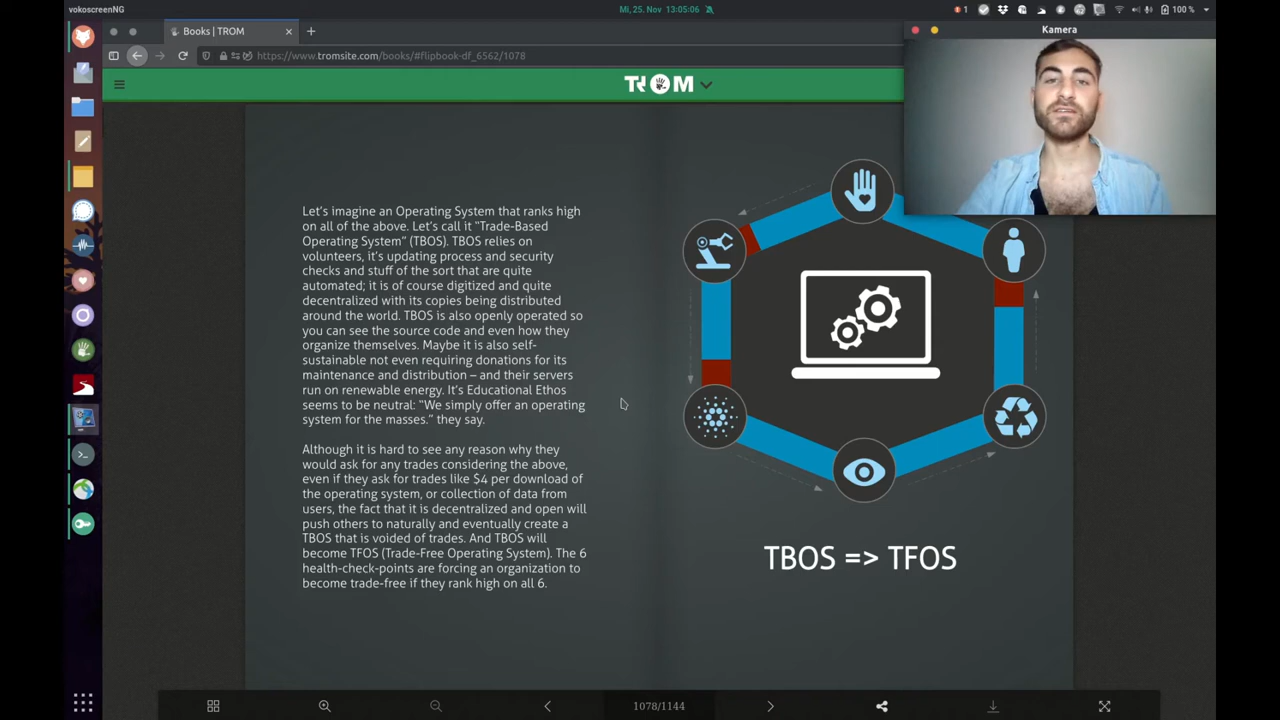 vokoscreenNG
Mi, 25. Nov 13:05:06
1
100 %
Books | TROM
Kamera
https://www.tromsite.com/books/#flipbook-df_6562/1078
TROM
Let's imagine an Operating System that ranks high
on all of the above. Let's call it "Trade-Based
Operating System" (TBOS). TBOS relies on
volunteers, it's updating process and security
checks and stuff of the sort that are quite
automated; it is of course digitized and quite
decentralized with its copies being distributed
around the world. TBOS is also openly operated so
you can see the source code and even how they
organize themselves. Maybe it is also self-
sustainable not even requiring donations for its
maintenance and distribution – and their servers
run on renewable energy. It's Educational Ethos
seems to be neutral: "We simply offer an operating
system for the masses." they say.
Although it is hard to see any reason why they
would ask for any trades considering the above,
even if they ask for trades like $4 per download of
the operating system, or collection of data from
users, the fact that it is decentralized and open will
push others to naturally and eventually create a
TBOS that is voided of trades. And TBOS will
become TFOS (Trade-Free Operating System). The 6
health-check-points are forcing an organization to
become trade-free if they rank high on all 6.
TBOS => TFOS
1078/1144